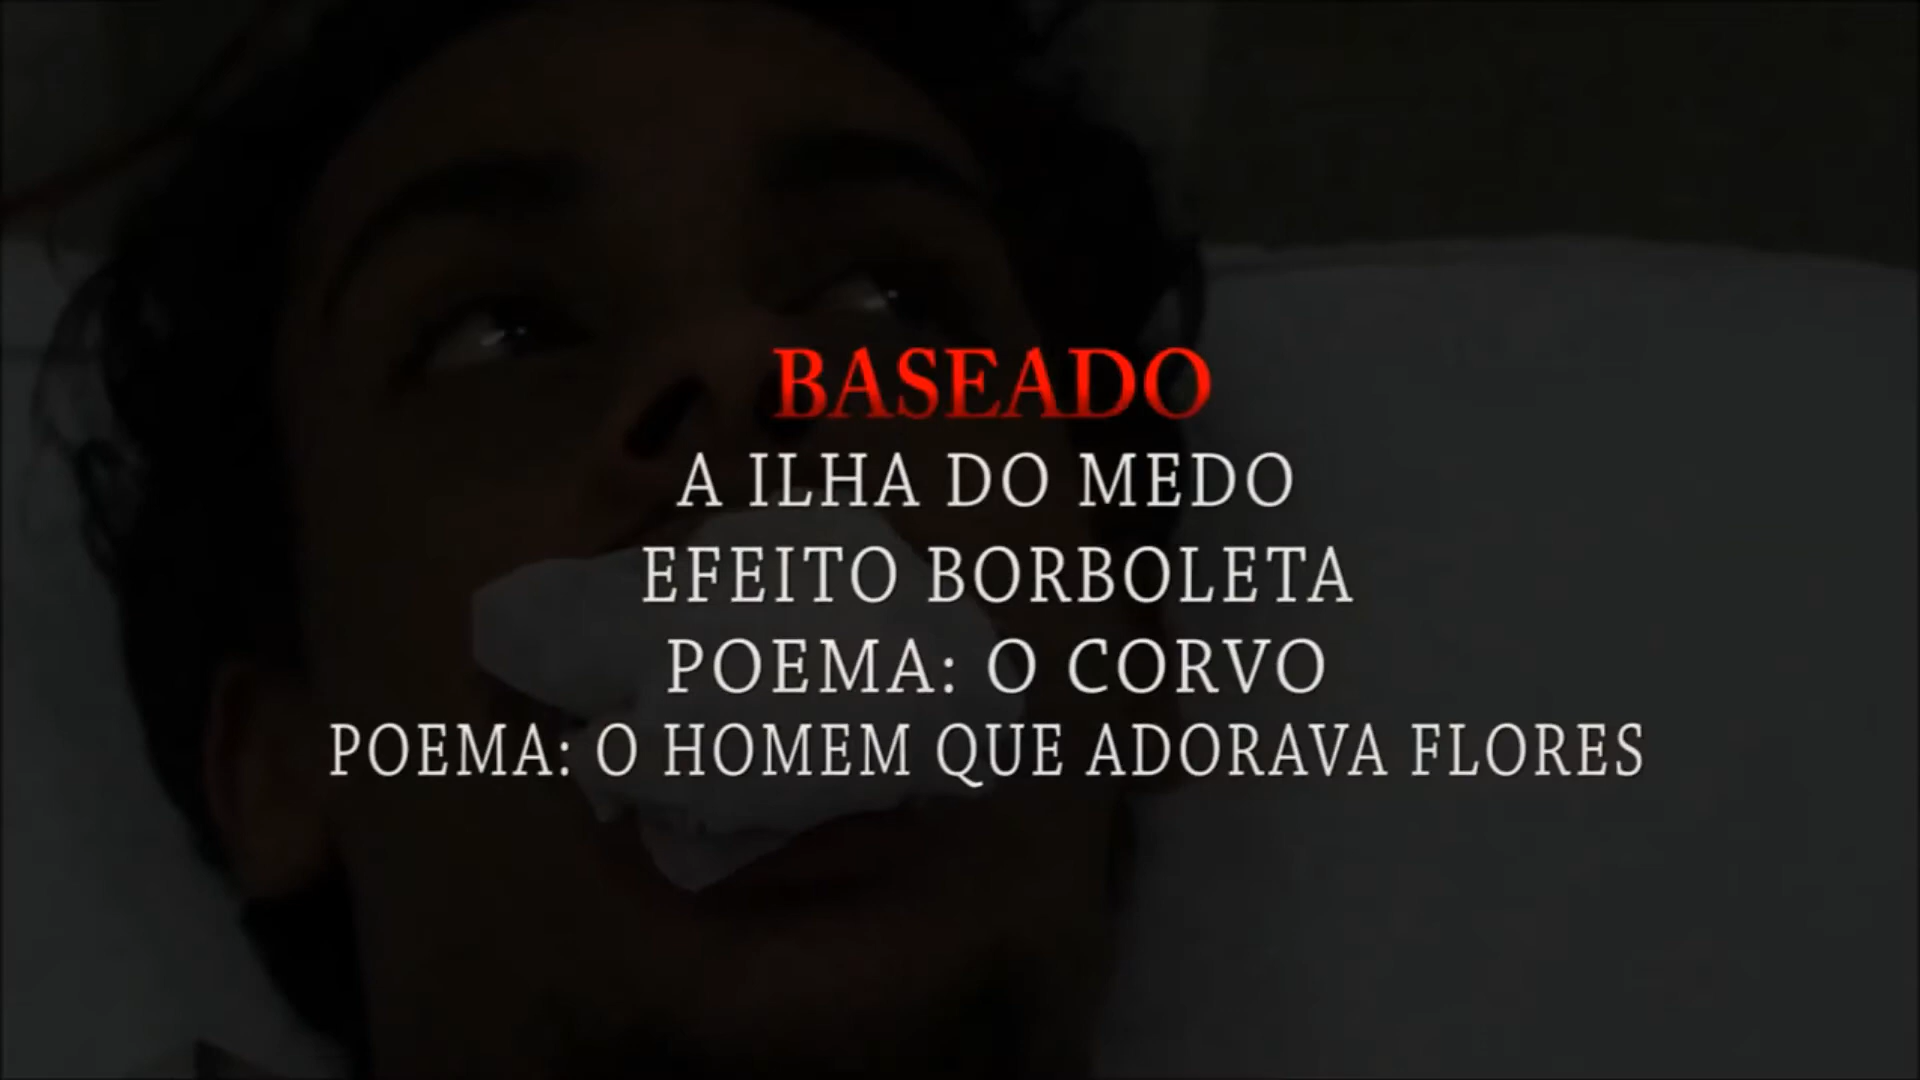 BASEADO
A ILHA DO MEDO
EFEITO BORBOLETA
POEMA: O CORVO
POEMA: O HOMEM QUE ADORAVA FLORES